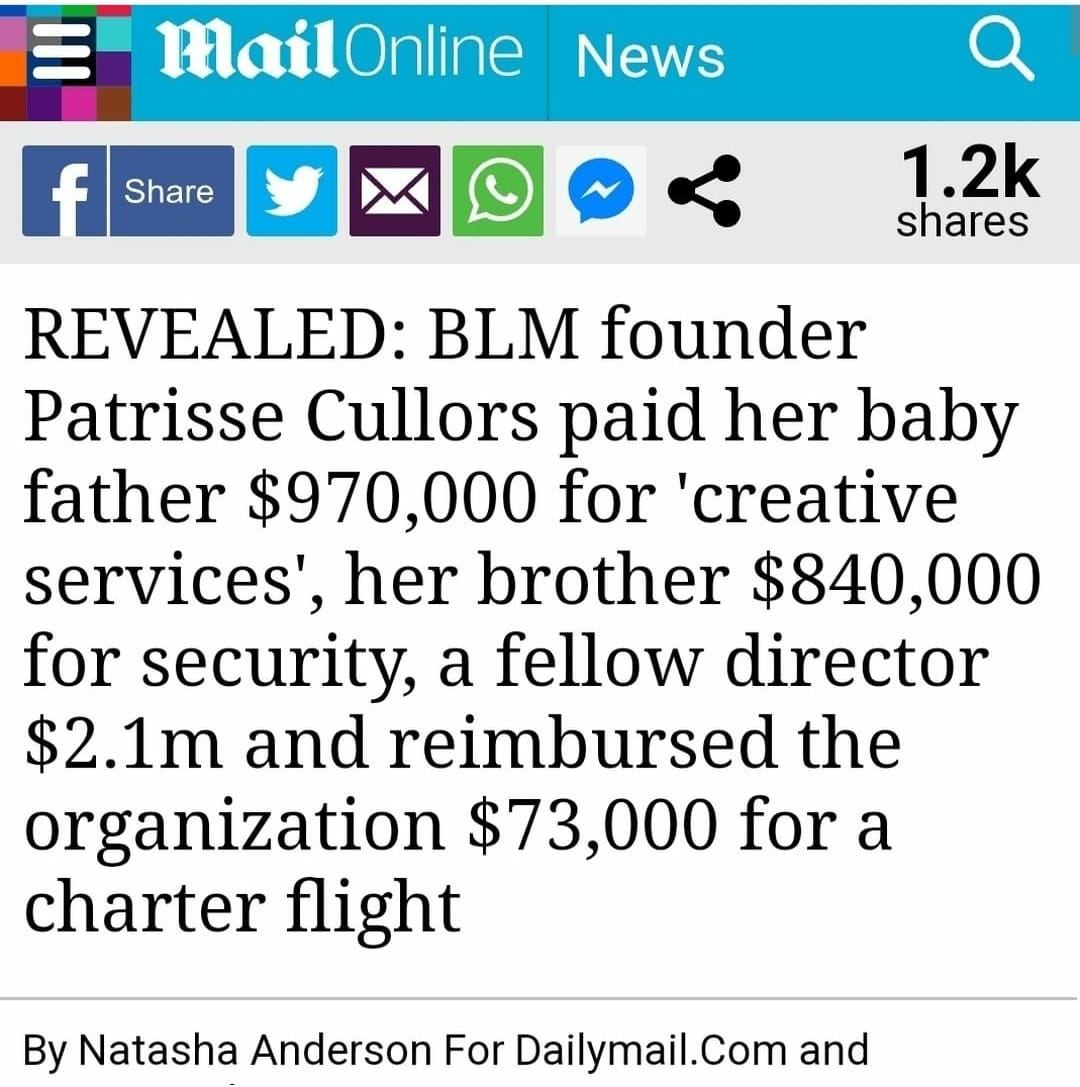 Mail Online News
f Share 1.2k
shares
REVEALED: BLM founder
Patrisse Cullors paid her baby
father $970,000 for 'creative
services', her brother $840,000
for security, a fellow director
$2.1m and reimbursed the
organization $73,000 for a
charter flight
By Natasha Anderson For Dailymail.Com and